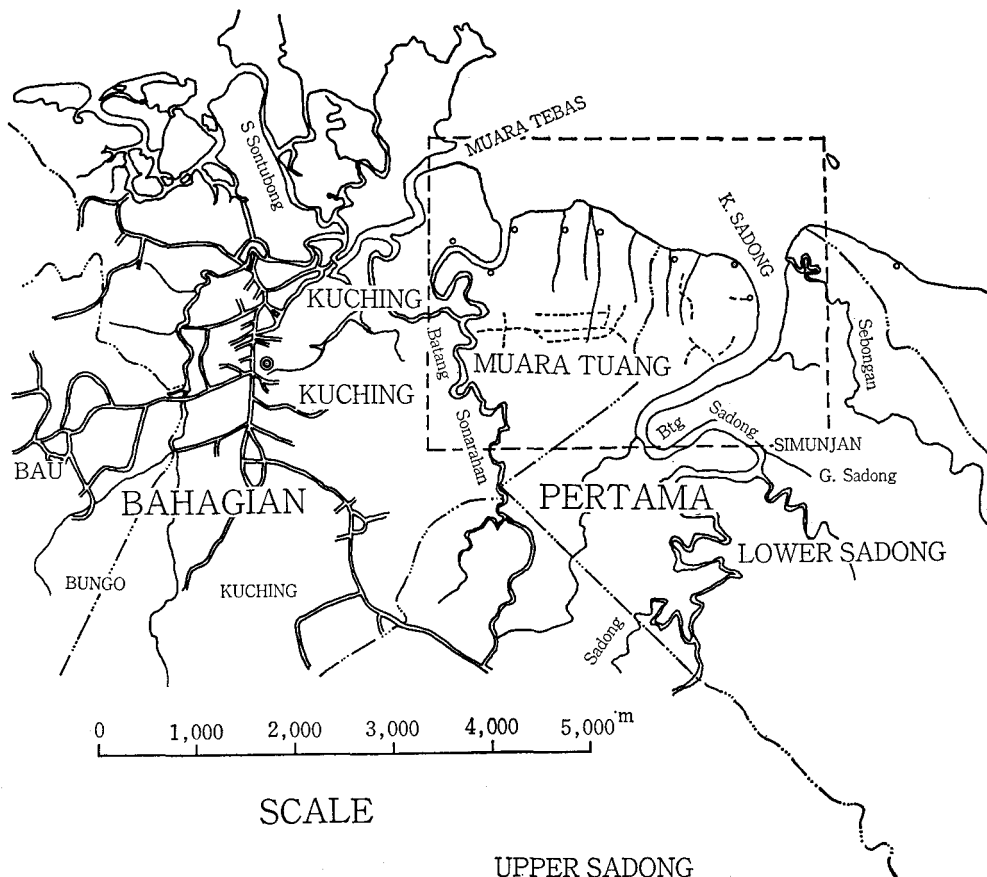 MUARA TEBAS
S Sontubong
K. SADONG
KUCHING
Batang
Sebongan
MUARA TUANG
KUCHING
Btg
Sadong
SIMUNJAN
BAU
Sonarahan
G. Sadong
BAHAGIAN
PERTAMA
LOWER SADONG
BUNGO
KUCHING
Sadong
0 1,000 2,000 3,000 4,000 5,000 m
SCALE
UPPER SADONG